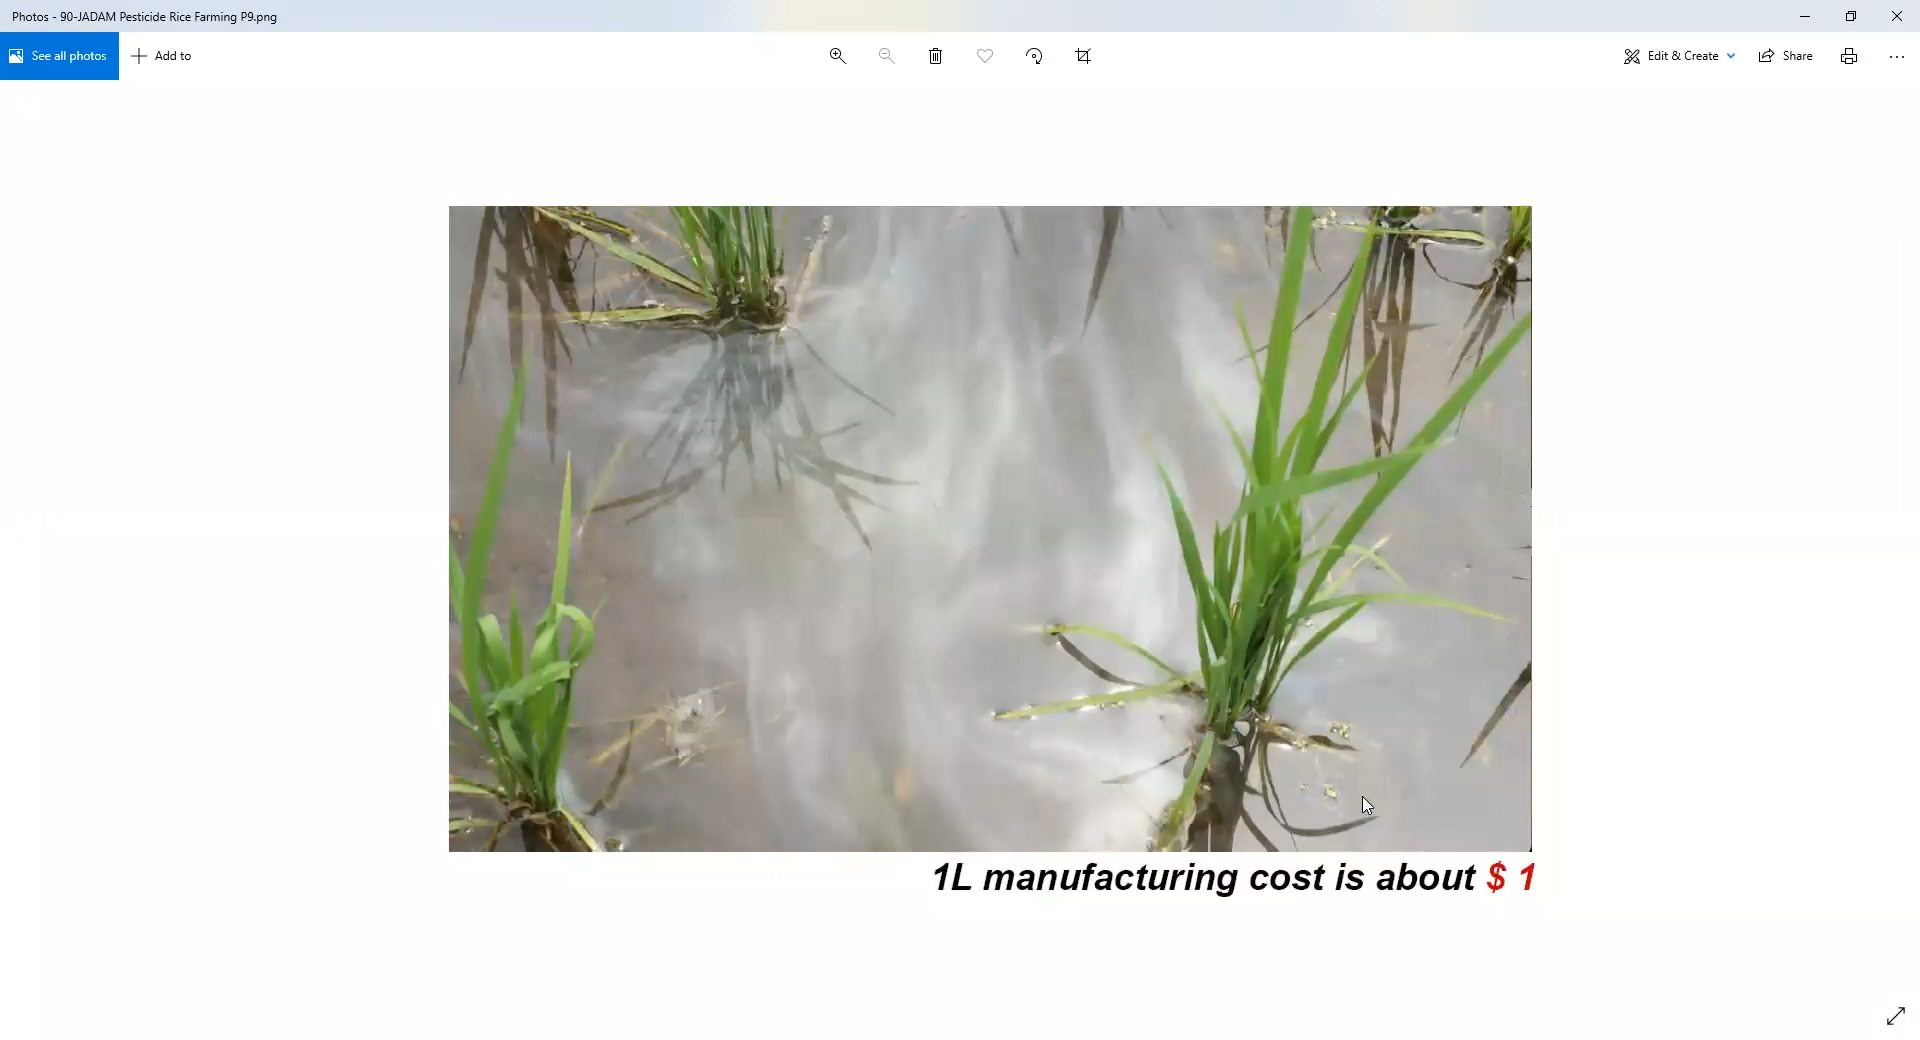 Photos - 90-JADAM Pesticide Rice Farming P9.png
See all photos
Add to
Edit & Create
Share
1L manufacturing cost is about $ 1